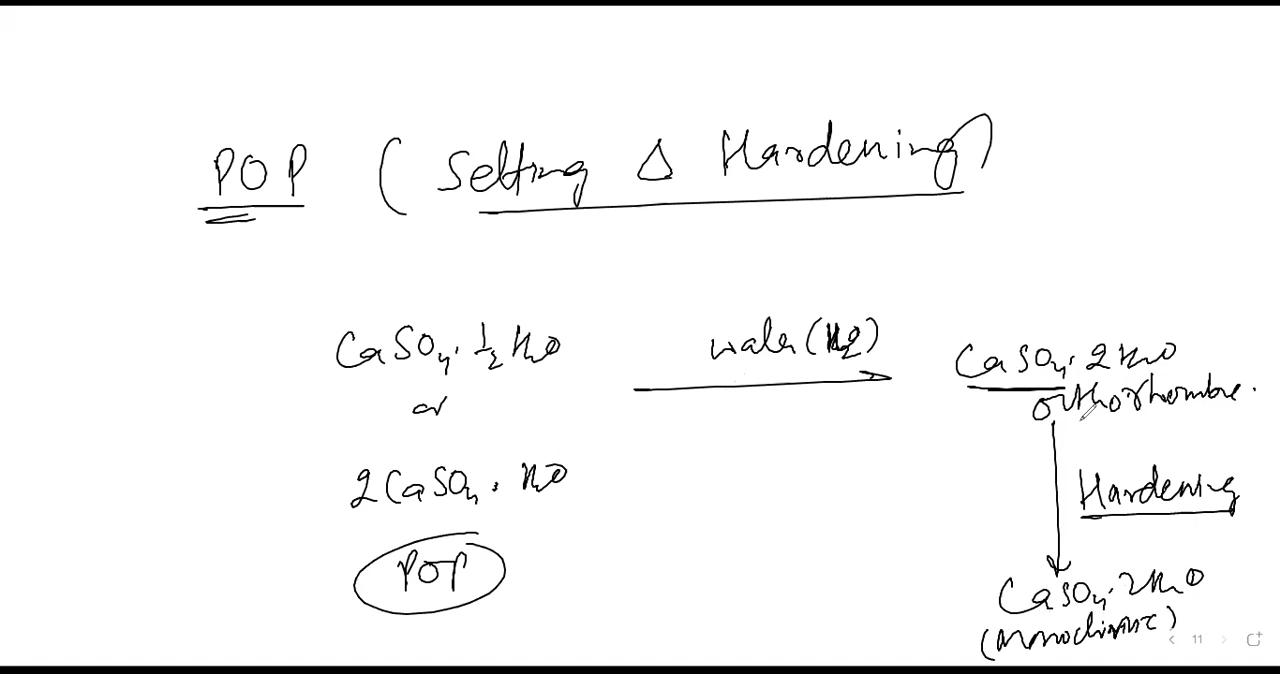 POP (Setting & Hardening)
CaSO4·½H2O
or
2CaSO4·H2O
POP
water (H2O)
CaSO4·2H2O
orthorhombic.
Hardening
CaSO4·2H2O
(monoclinic)
11